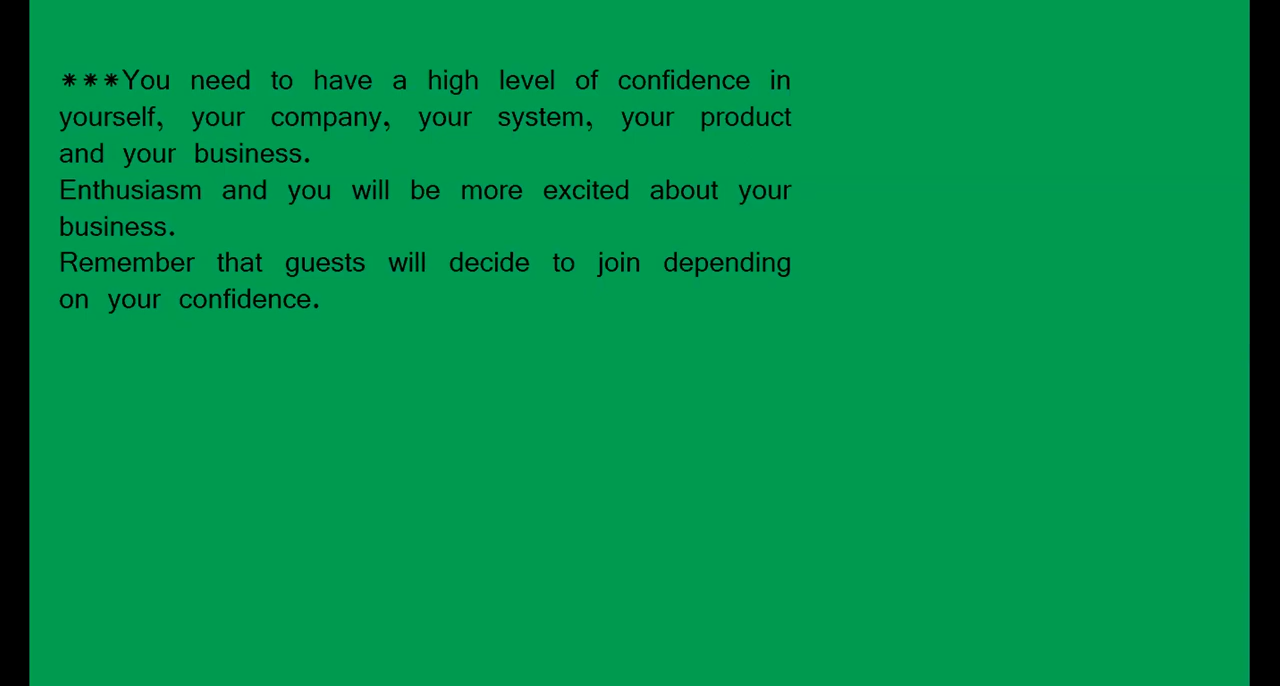 ***You need to have a high level of confidence in
yourself, your company, your system, your product
and your business.
Enthusiasm and you will be more excited about your
business.
Remember that guests will decide to join depending
on your confidence.